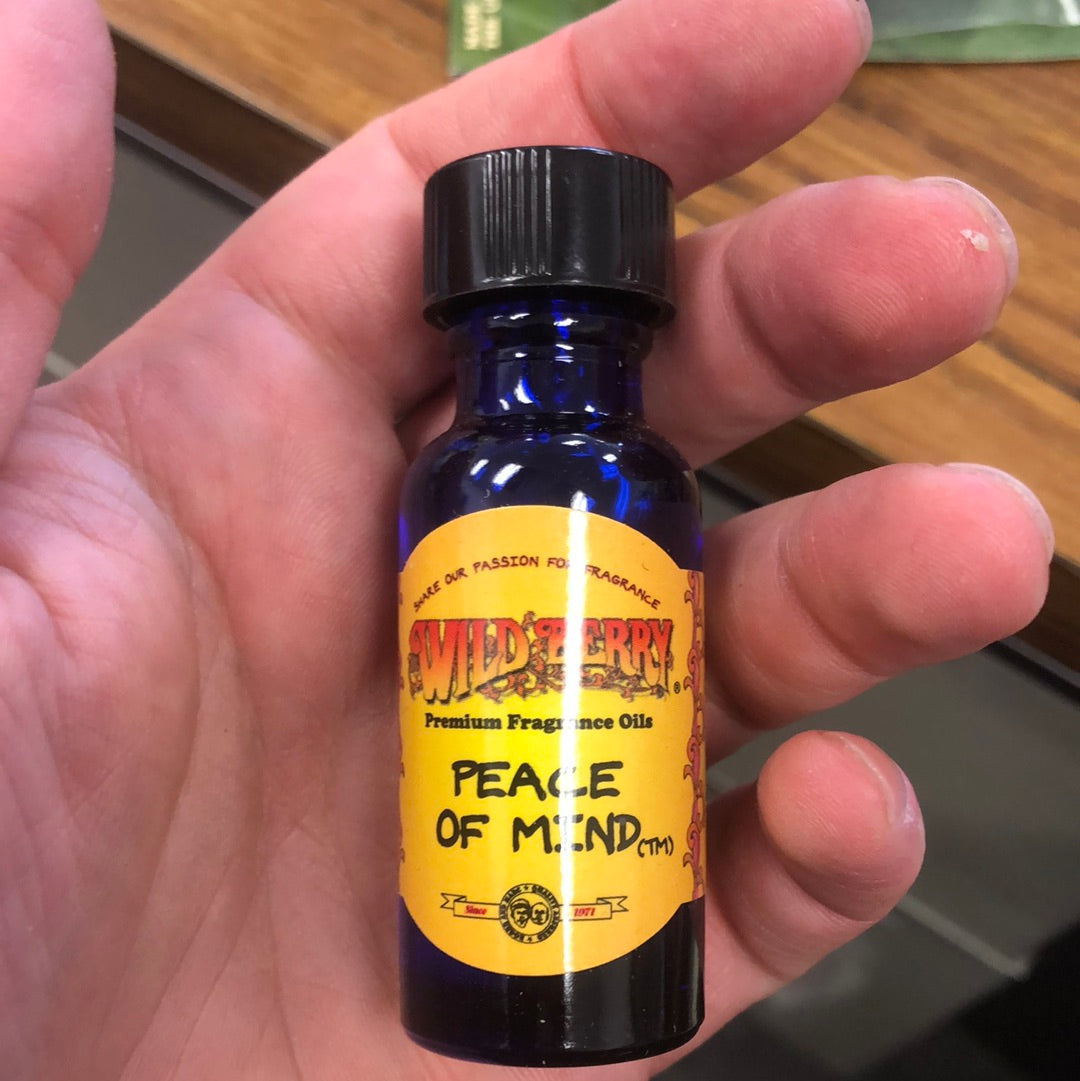 SHARE OUR PASSION FOR FRAGRANCE
WILD BERRY®
Premium Fragrance Oils
PEACE
OF MIND(TM)
Since 1971